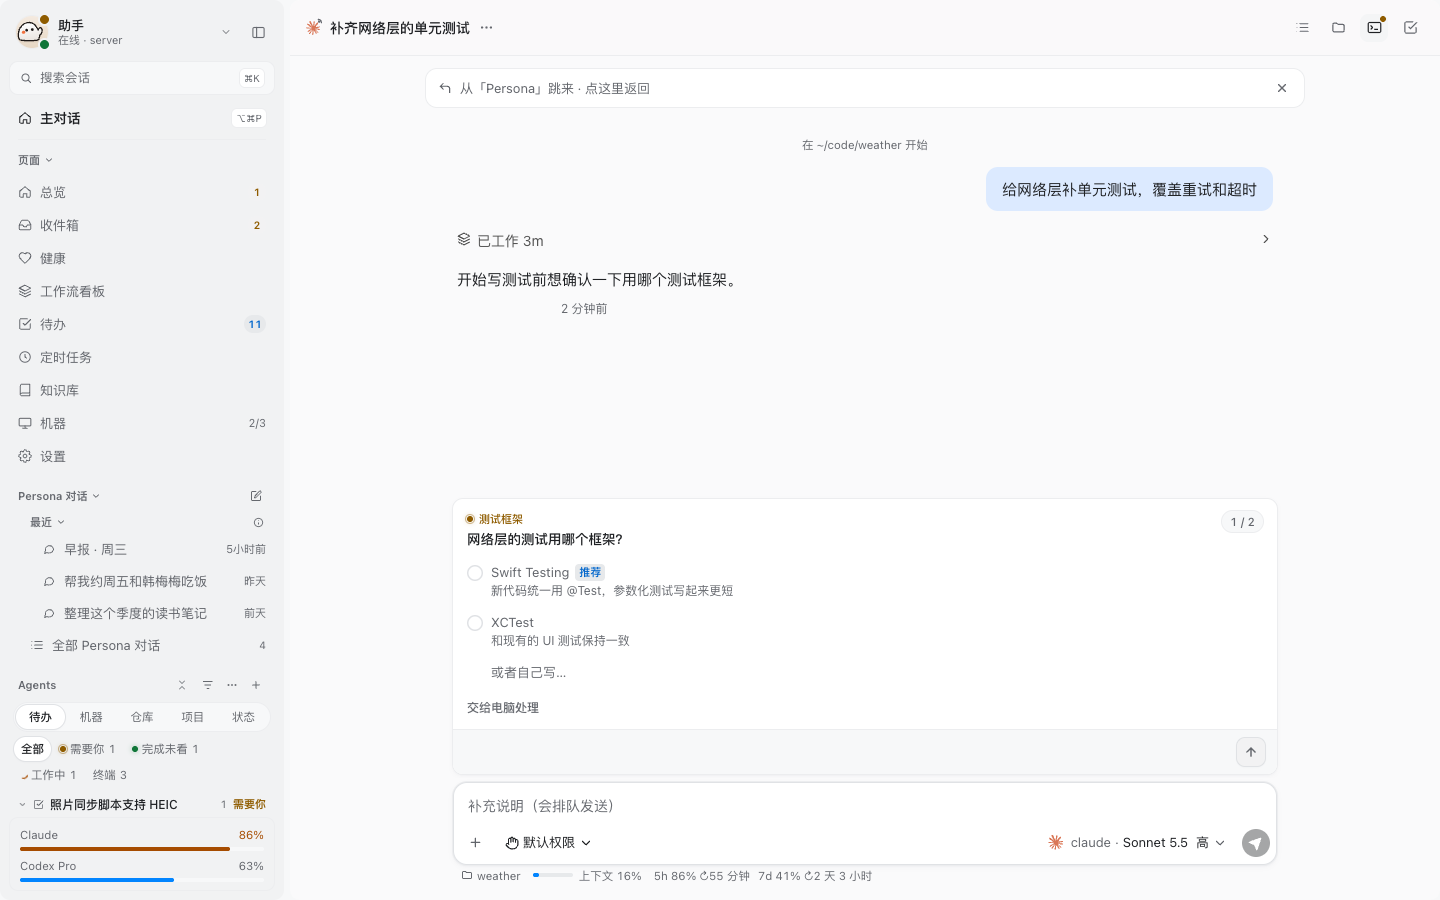 助手
在线 · server
搜索会话
⌘K
主对话
⌥⌘P
页面
总览
1
收件箱
2
健康
工作流看板
待办
11
定时任务
知识库
机器
2/3
设置
Persona 对话
最近
早报 · 周三
5小时前
帮我约周五和韩梅梅吃饭
昨天
整理这个季度的读书笔记
前天
全部 Persona 对话
4
Agents
待办
机器
仓库
项目
状态
全部
需要你 1
完成未看 1
工作中 1
终端 3
照片同步脚本支持 HEIC
1 需要你
Claude
86%
Codex Pro
63%
补齐网络层的单元测试
从「Persona」跳来 · 点这里返回
在 ~/code/weather 开始
给网络层补单元测试，覆盖重试和超时
已工作 3m
开始写测试前想确认一下用哪个测试框架。
2 分钟前
测试框架
1 / 2
网络层的测试用哪个框架?
Swift Testing 推荐
新代码统一用 @Test，参数化测试写起来更短
XCTest
和现有的 UI 测试保持一致
或者自己写...
交给电脑处理
补充说明（会排队发送）
默认权限
claude · Sonnet 5.5 高
weather
上下文 16%
5h 86% ↻55 分钟
7d 41% ↻2 天 3 小时